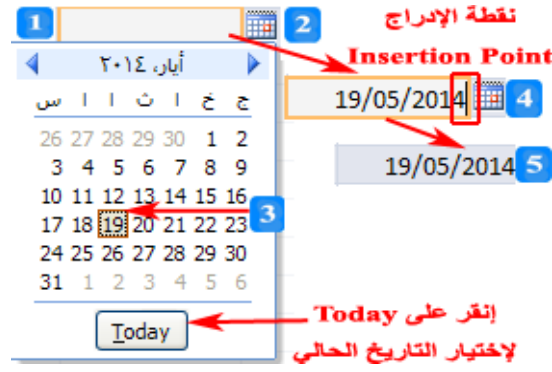 1
2
نقطة الإدراج
Insertion Point
أيار، ٢٠١٤
س ا ا ث ا خ ج
26 27 28 29 30 1 2
3 4 5 6 7 8 9
10 11 12 13 14 15 16
17 18 19 20 21 22 23
24 25 26 27 28 29 30
31 1 2 3 4 5 6
Today
19/05/2014
4
19/05/2014
5
3
إنقر على Today
لإختيار التاريخ الحالي